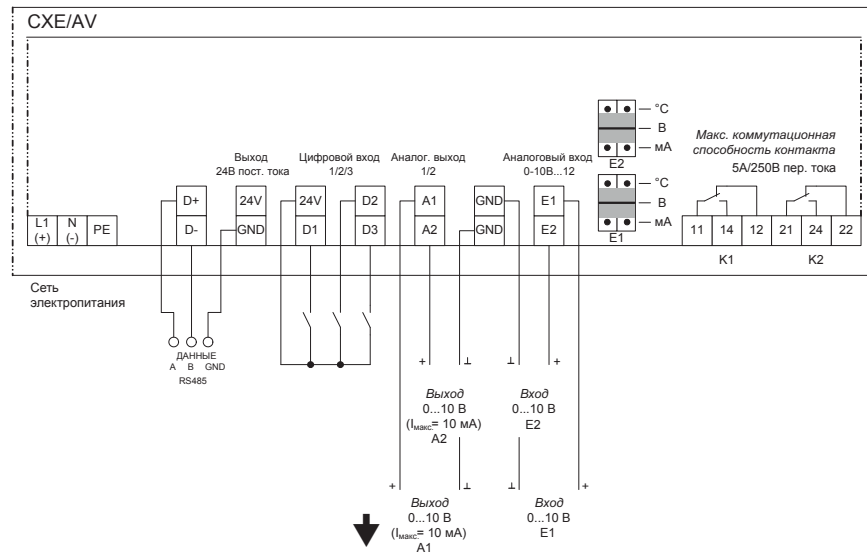 CXE/AV
°C
В
мА
E2
Макс. коммутационная
способность контакта
5А/250В пер. тока
Выход
24В пост. тока
Цифровой вход
1/2/3
Аналог. выход
1/2
Аналоговый вход
0-10В...12
°C
В
мА
E1
D+
24V
24V
D2
A1
GND
E1
L1
(+)
N
(-)
PE
D-
GND
D1
D3
A2
GND
E2
11
14
12
21
24
22
K1
K2
Сеть
электропитания
ДАННЫЕ
A
B
GND
RS485
+
⊥
⊥
+
Выход
0...10 В
(Iмакс.= 10 мА)
A2
Вход
0...10 В
E2
+
⊥
⊥
+
Выход
0...10 В
(Iмакс.= 10 мА)
A1
Вход
0...10 В
E1